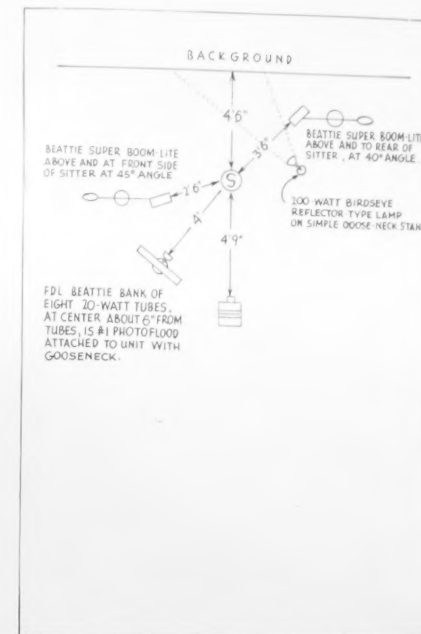 BACKGROUND
4'6"
3'6"
BEATTIE SUPER BOOM-LITE
ABOVE AND TO REAR OF
SITTER, AT 40° ANGLE
BEATTIE SUPER BOOM-LITE
ABOVE AND AT FRONT SIDE
OF SITTER AT 45° ANGLE
2'6"
S
200-WATT BIRDSEYE
REFLECTOR TYPE LAMP
ON SIMPLE GOOSE-NECK STAN
4'
4'9"
FDL BEATTIE BANK OF
EIGHT 20-WATT TUBES,
AT CENTER ABOUT 6" FROM
TUBES, IS #1 PHOTOFLOOD
ATTACHED TO UNIT WITH
GOOSENECK.